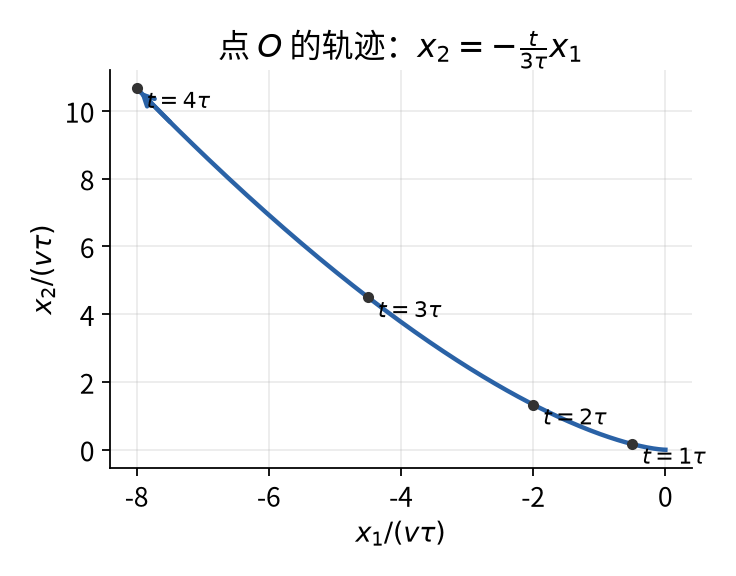 点 O 的轨迹：x₂ = −\frac{t}{3τ}x₁
10
8
6
4
2
0
x₂/(vτ)
t = 4τ
t = 3τ
t = 2τ
t = 1τ
-8 -6 -4 -2 0
x₁/(vτ)